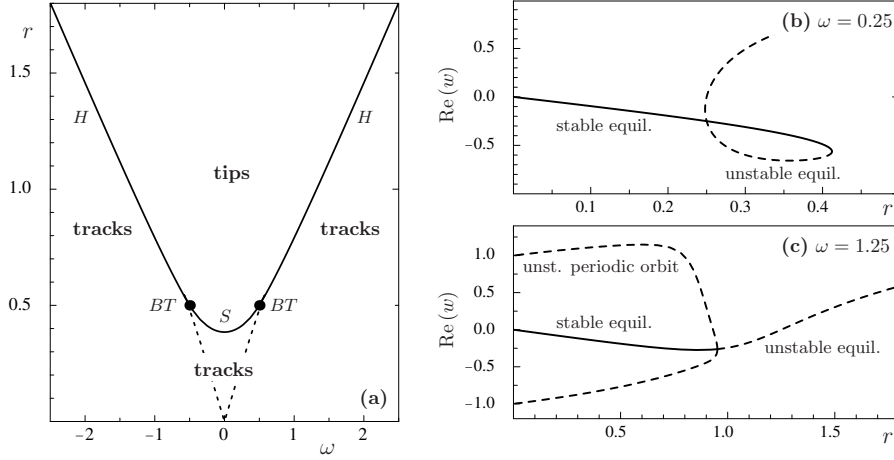 r
1.5
1.0
0.5
0
−2
−1
0
1
2
ω
H
H
tips
tracks
tracks
BT
S
BT
tracks
(a)
(b) ω = 0.25
Re (w)
0.5
0.0
−0.5
stable equil.
unstable equil.
0.1
0.2
0.3
0.4
r
(c) ω = 1.25
Re (w)
1.0
0.5
0.0
−0.5
−1.0
unst. periodic orbit
stable equil.
unstable equil.
0.5
1.0
1.5
r